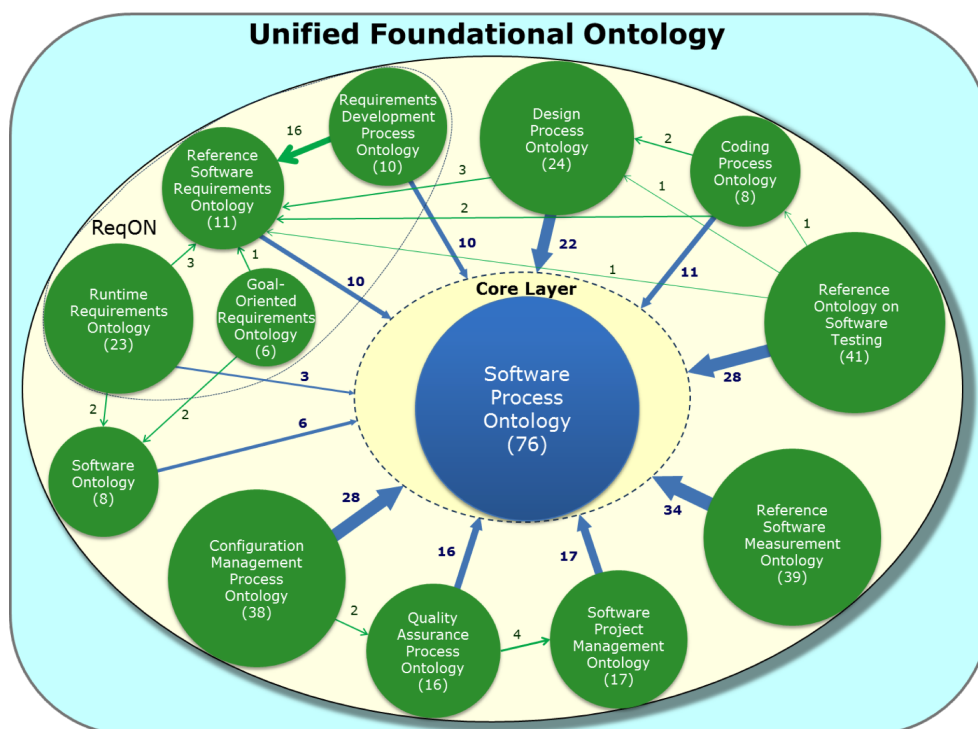 Unified Foundational Ontology
Requirements
Development
Process
Ontology
(10)
16
Reference
Software
Requirements
Ontology
(11)
Design
Process
Ontology
(24)
2
Coding
Process
Ontology
(8)
3
1
2
1
ReqON
10
22
11
3
1
10
1
Runtime
Requirements
Ontology
(23)
Goal-
Oriented
Requirements
Ontology
(6)
Core Layer
Reference
Ontology on
Software
Testing
(41)
3
28
Software
Process
Ontology
(76)
2
2
6
Software
Ontology
(8)
28
34
Reference
Software
Measurement
Ontology
(39)
Configuration
Management
Process
Ontology
(38)
16
17
2
Quality
Assurance
Process
Ontology
(16)
4
Software
Project
Management
Ontology
(17)